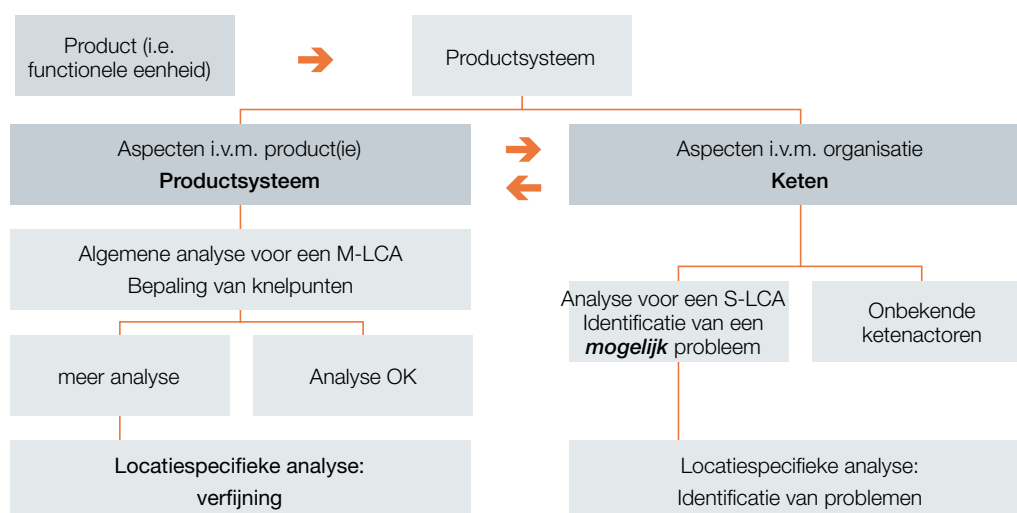 Product (i.e.
functionele eenheid)
Productsysteem
Aspecten i.v.m. product(ie)
Productsysteem
Aspecten i.v.m. organisatie
Keten
Algemene analyse voor een M-LCA
Bepaling van knelpunten
Analyse voor een S-LCA
Identificatie van een
mogelijk probleem
Onbekende
ketenactoren
meer analyse
Analyse OK
Locatiespecifieke analyse:
verfijning
Locatiespecifieke analyse:
Identificatie van problemen